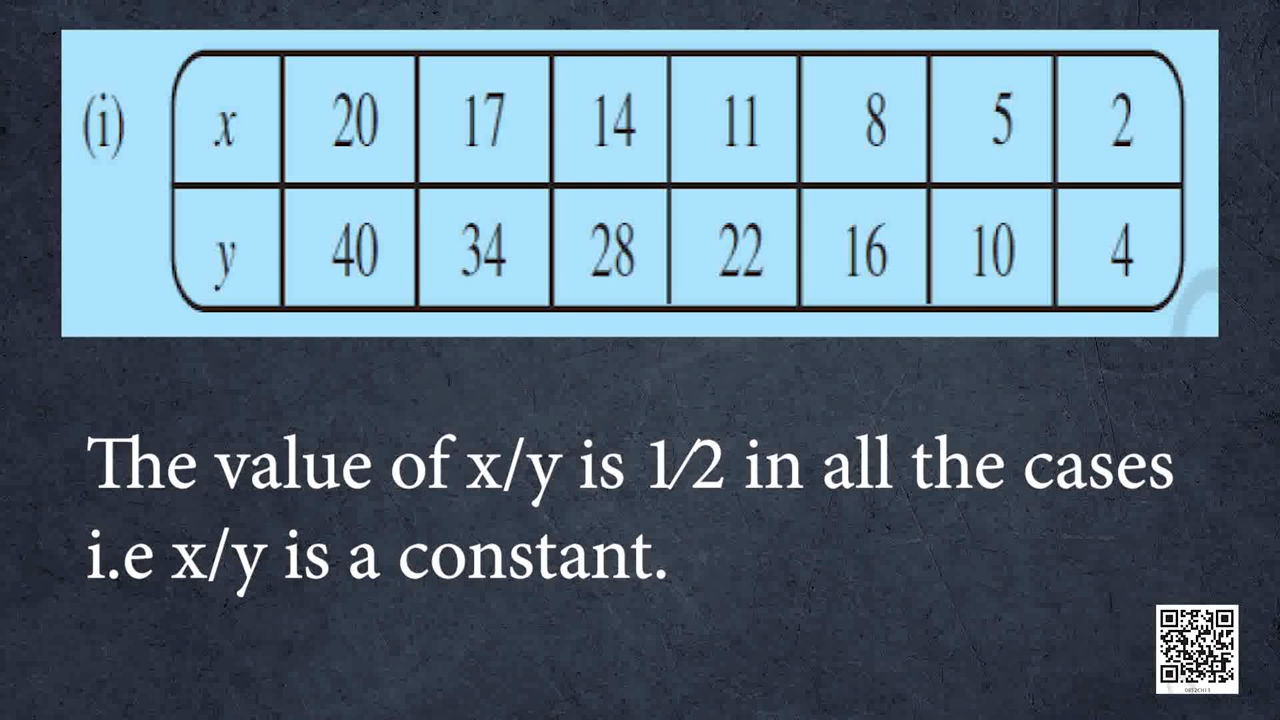 (i) x 20 17 14 11 8 5 2
y 40 34 28 22 16 10 4
The value of x/y is 1⁄2 in all the cases
i.e x/y is a constant.